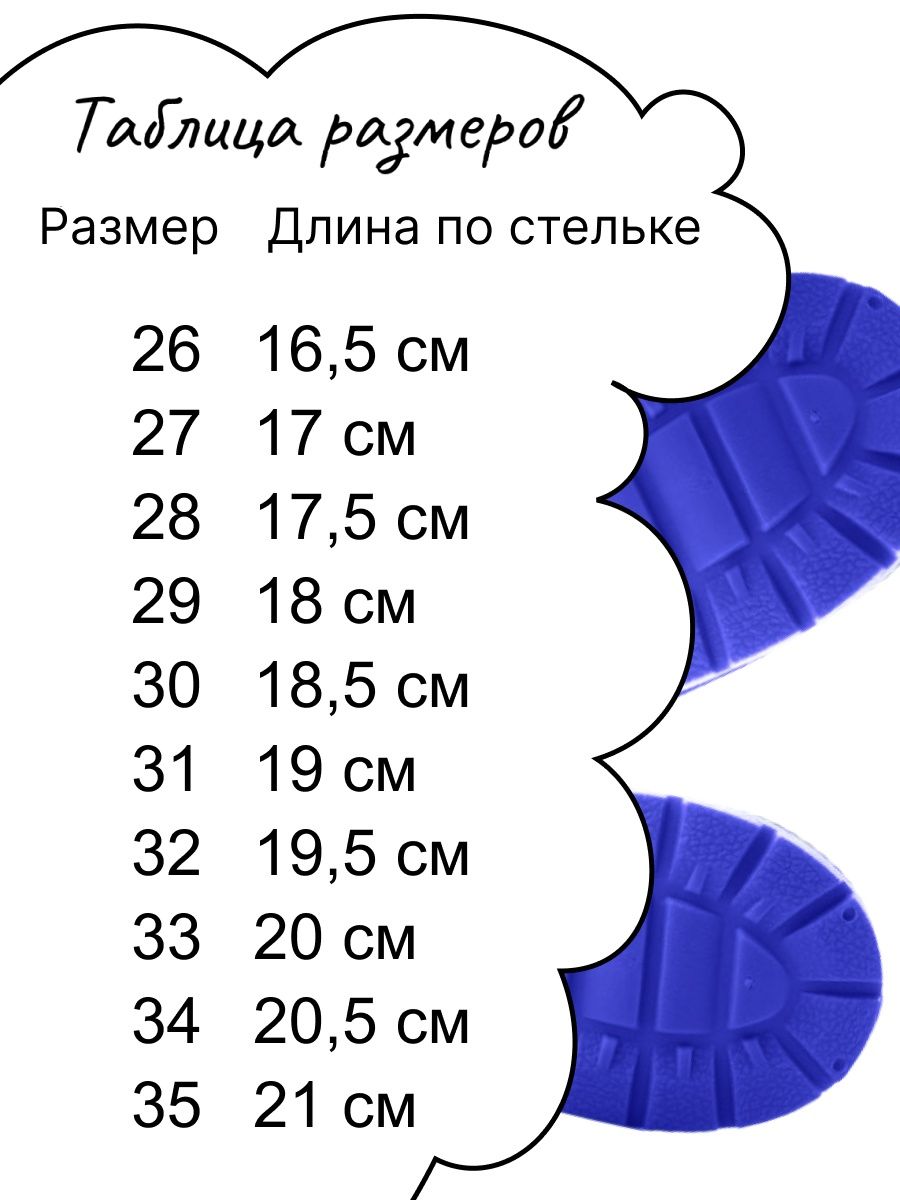 Таблица размеров
Размер Длина по стельке
26 16,5 см
27 17 см
28 17,5 см
29 18 см
30 18,5 см
31 19 см
32 19,5 см
33 20 см
34 20,5 см
35 21 см